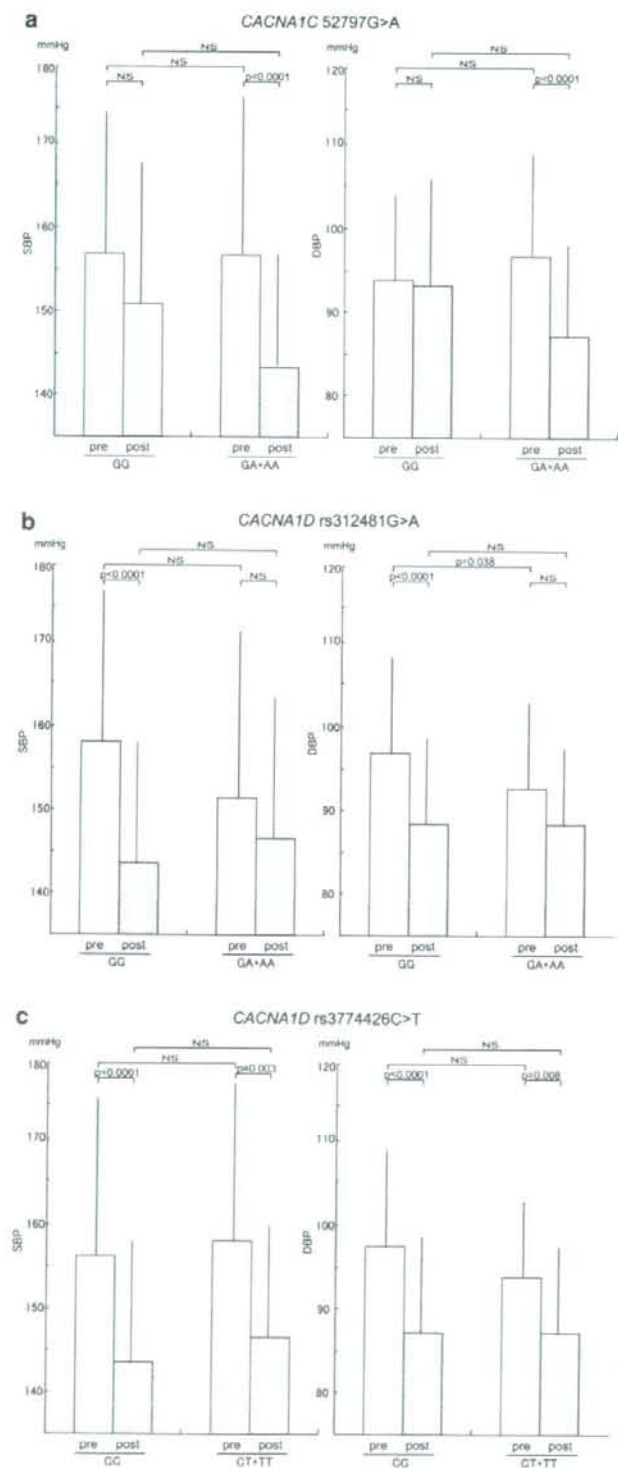 a
CACNA1C 52797G>A
mmHg
NS
NS
NS
p<0.0001
180
170
160
150
140
SBP
pre post pre post
GG GA+AA
NS
NS
NS
p<0.0001
120
110
100
90
80
DBP
pre post pre post
GG GA+AA
b
CACNA1D rs312481G>A
mmHg
NS
NS
p<0.0001
NS
180
170
160
150
140
SBP
pre post pre post
GG GA+AA
NS
p<0.038
p<0.0001
NS
120
110
100
90
80
DBP
pre post pre post
GG GA+AA
c
CACNA1D rs3774426C>T
mmHg
NS
NS
p<0.0001
p=0.003
180
170
160
150
140
SBP
pre post pre post
CC CT+TT
mmHg
NS
NS
p<0.0001
p=0.008
120
110
100
90
80
DBP
pre post pre post
CC CT+TT